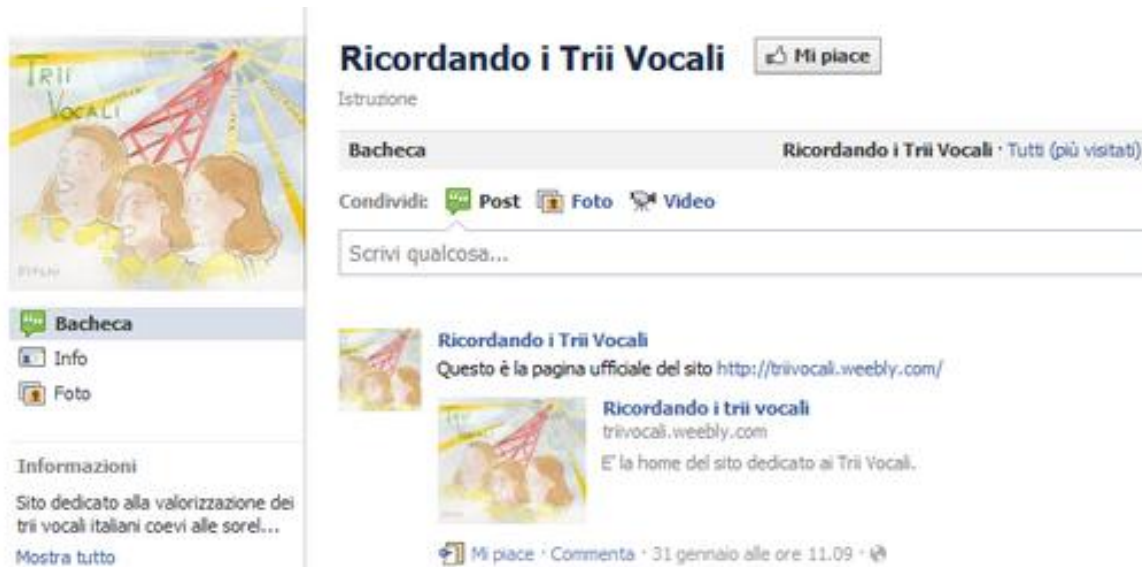 TRII
VOCALI
Bacheca
Info
Foto
Informazioni
Sito dedicato alla valorizzazione dei
trii vocali italiani coevi alle sorel...
Mostra tutto
Ricordando i Trii Vocali Mi piace
Istruzione
Bacheca Ricordando i Trii Vocali · Tutti (più visitati)
Condividi: Post Foto Video
Scrivi qualcosa...
Ricordando i Trii Vocali
Questo è la pagina ufficiale del sito http://triivocali.weebly.com/
Ricordando i trii vocali
triivocali.weebly.com
E' la home del sito dedicato ai Trii Vocali.
Mi piace · Commenta · 31 gennaio alle ore 11.09 ·